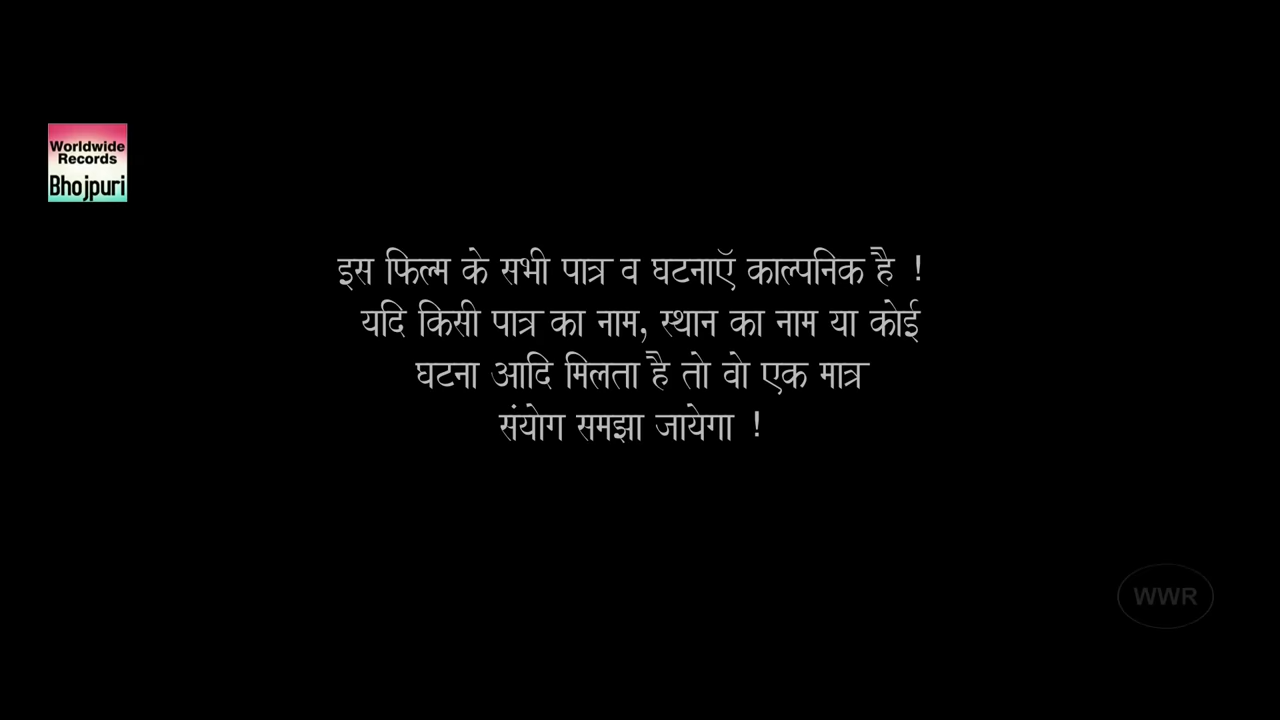 Worldwide
Records
Bhojpuri
इस फिल्म के सभी पात्र व घटनाऍ काल्पनिक है !
यदि किसी पात्र का नाम, स्थान का नाम या कोई
घटना आदि मिलता है तो वो एक मात्र
संयोग समझा जायेगा !
WWR